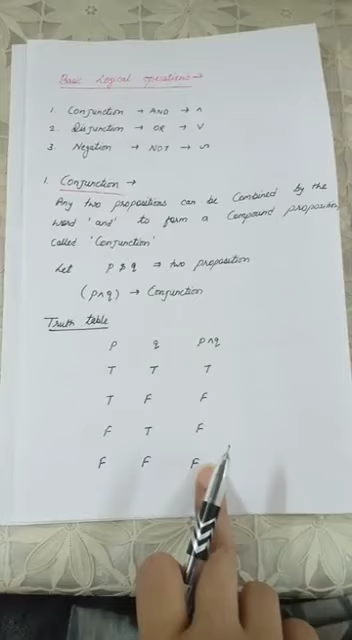 Basic Logical operations →
1. Conjunction → AND → ∧
2. Disjunction → OR → ∨
3. Negation → NOT → ∽
1. Conjunction →
Any two propositions can be combined by the
word 'and' to form a compound proposition,
called 'Conjunction'
Let p & q ⇒ two proposition
(p∧q) → Conjunction
Truth table
p q p∧q
T T T
T F F
F T F
F F F